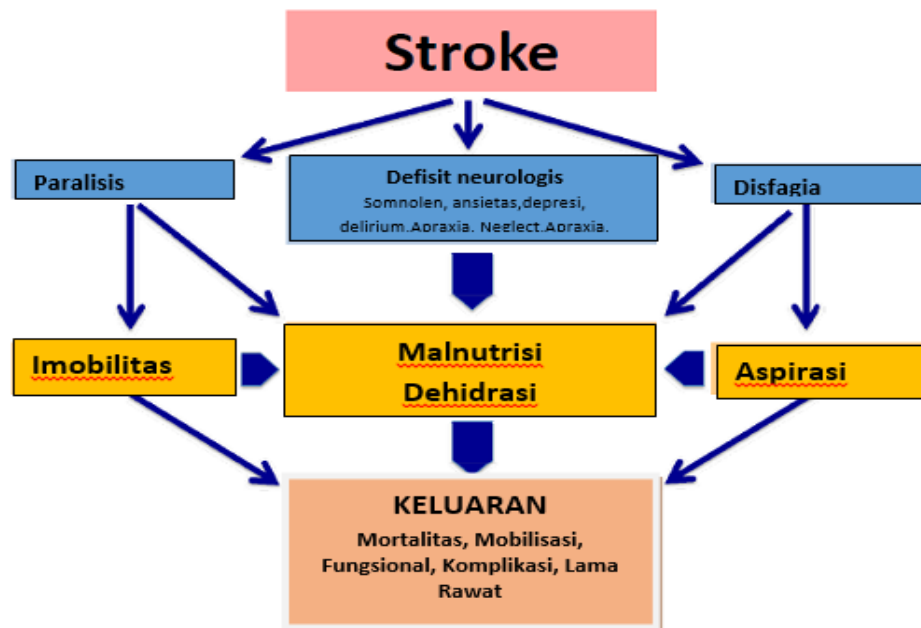 Stroke
Paralisis
Defisit neurologis
Somnolen, ansietas,depresi,
delirium.Apraxia. Neglect.Apraxia.
Disfagia
Imobilitas
Malnutrisi
Dehidrasi
Aspirasi
KELUARAN
Mortalitas, Mobilisasi,
Fungsional, Komplikasi, Lama
Rawat